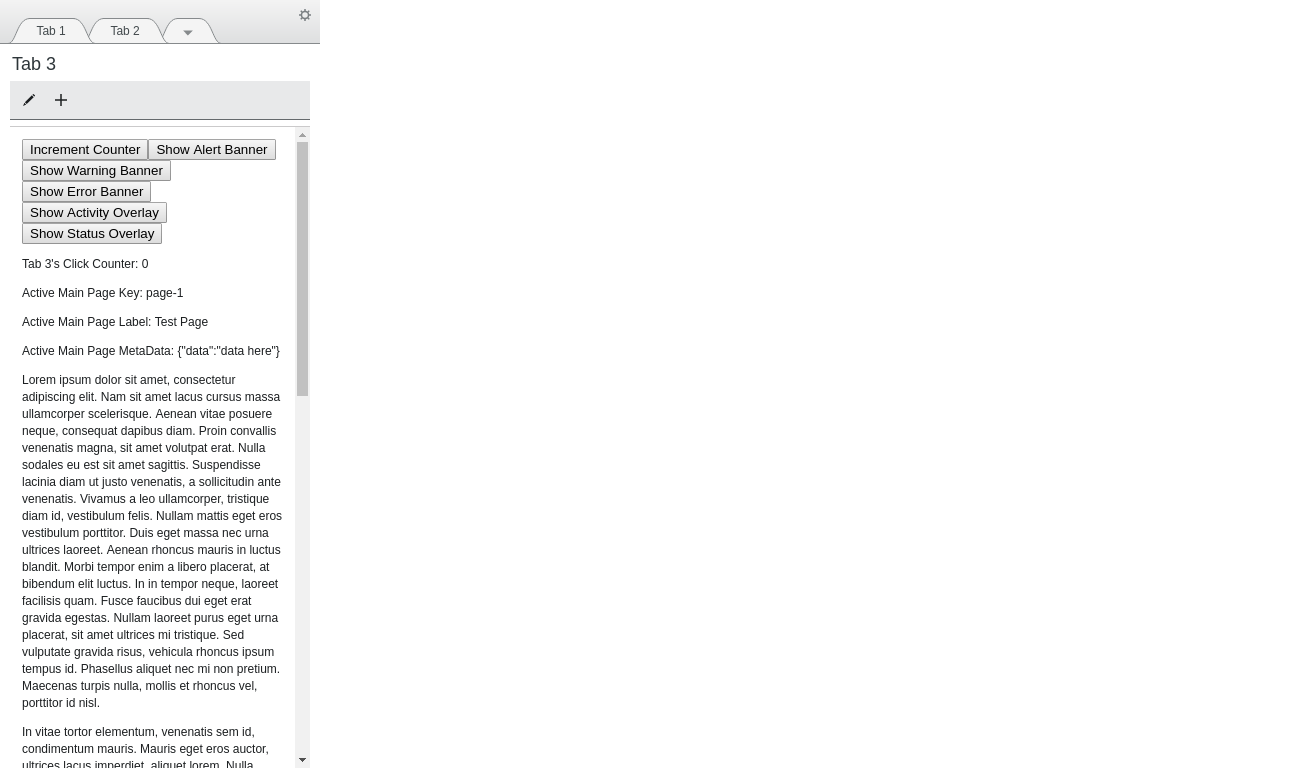 Tab 1 Tab 2
Tab 3
Increment Counter Show Alert Banner
Show Warning Banner
Show Error Banner
Show Activity Overlay
Show Status Overlay
Tab 3's Click Counter: 0
Active Main Page Key: page-1
Active Main Page Label: Test Page
Active Main Page MetaData: {"data":"data here"}
Lorem ipsum dolor sit amet, consectetur
adipiscing elit. Nam sit amet lacus cursus massa
ullamcorper scelerisque. Aenean vitae posuere
neque, consequat dapibus diam. Proin convallis
venenatis magna, sit amet volutpat erat. Nulla
sodales eu est sit amet sagittis. Suspendisse
lacinia diam ut justo venenatis, a sollicitudin ante
venenatis. Vivamus a leo ullamcorper, tristique
diam id, vestibulum felis. Nullam mattis eget eros
vestibulum porttitor. Duis eget massa nec urna
ultrices laoreet. Aenean rhoncus mauris in luctus
blandit. Morbi tempor enim a libero placerat, at
bibendum elit luctus. In in tempor neque, laoreet
facilisis quam. Fusce faucibus dui eget erat
gravida egestas. Nullam laoreet purus eget urna
placerat, sit amet ultrices mi tristique. Sed
vulputate gravida risus, vehicula rhoncus ipsum
tempus id. Phasellus aliquet nec mi non pretium.
Maecenas turpis nulla, mollis et rhoncus vel,
porttitor id nisl.
In vitae tortor elementum, venenatis sem id,
condimentum mauris. Mauris eget eros auctor,
ultrices lacus imperdiet, aliquet lorem. Nulla